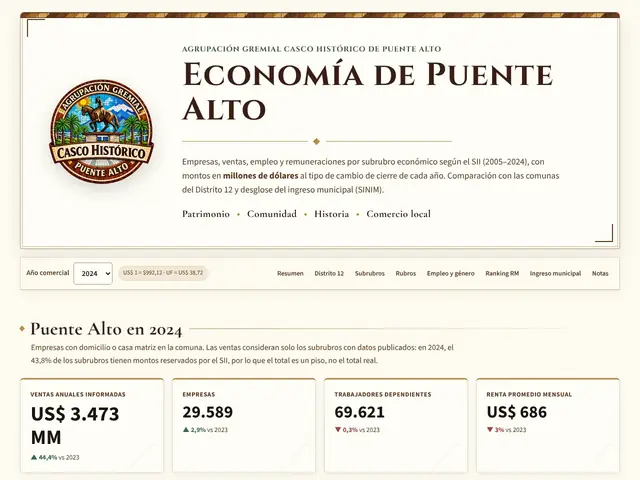 AGRUPACIÓN GREMIAL CASCO HISTÓRICO DE PUENTE ALTO
ECONOMÍA DE PUENTE
ALTO
AGRUPACIÓN GREMIAL
CASCO HISTÓRICO
PUENTE ALTO
Empresas, ventas, empleo y remuneraciones por subrubro económico según el SII (2005–2024), con
montos en millones de dólares al tipo de cambio de cierre de cada año. Comparación con las comunas
del Distrito 12 y desglose del ingreso municipal (SINIM).
Patrimonio • Comunidad • Historia • Comercio local
Año comercial 2024 US$ 1 = $992,12 · UF = US$ 38,72 Resumen Distrito 12 Subrubros Rubros Empleo y género Ranking RM Ingreso municipal Notas
Puente Alto en 2024
Empresas con domicilio o casa matriz en la comuna. Las ventas consideran solo los subrubros con datos publicados: en 2024, el
43,8% de los subrubros tienen montos reservados por el SII, por lo que el total es un piso, no el total real.
VENTAS ANUALES INFORMADAS
US$ 3.473
MM
▲ 44,4% vs 2023
EMPRESAS
29.589
▲ 2,9% vs 2023
TRABAJADORES DEPENDIENTES
69.621
▼ 0,3% vs 2023
RENTA PROMEDIO MENSUAL
US$ 686
▼ 3% vs 2023